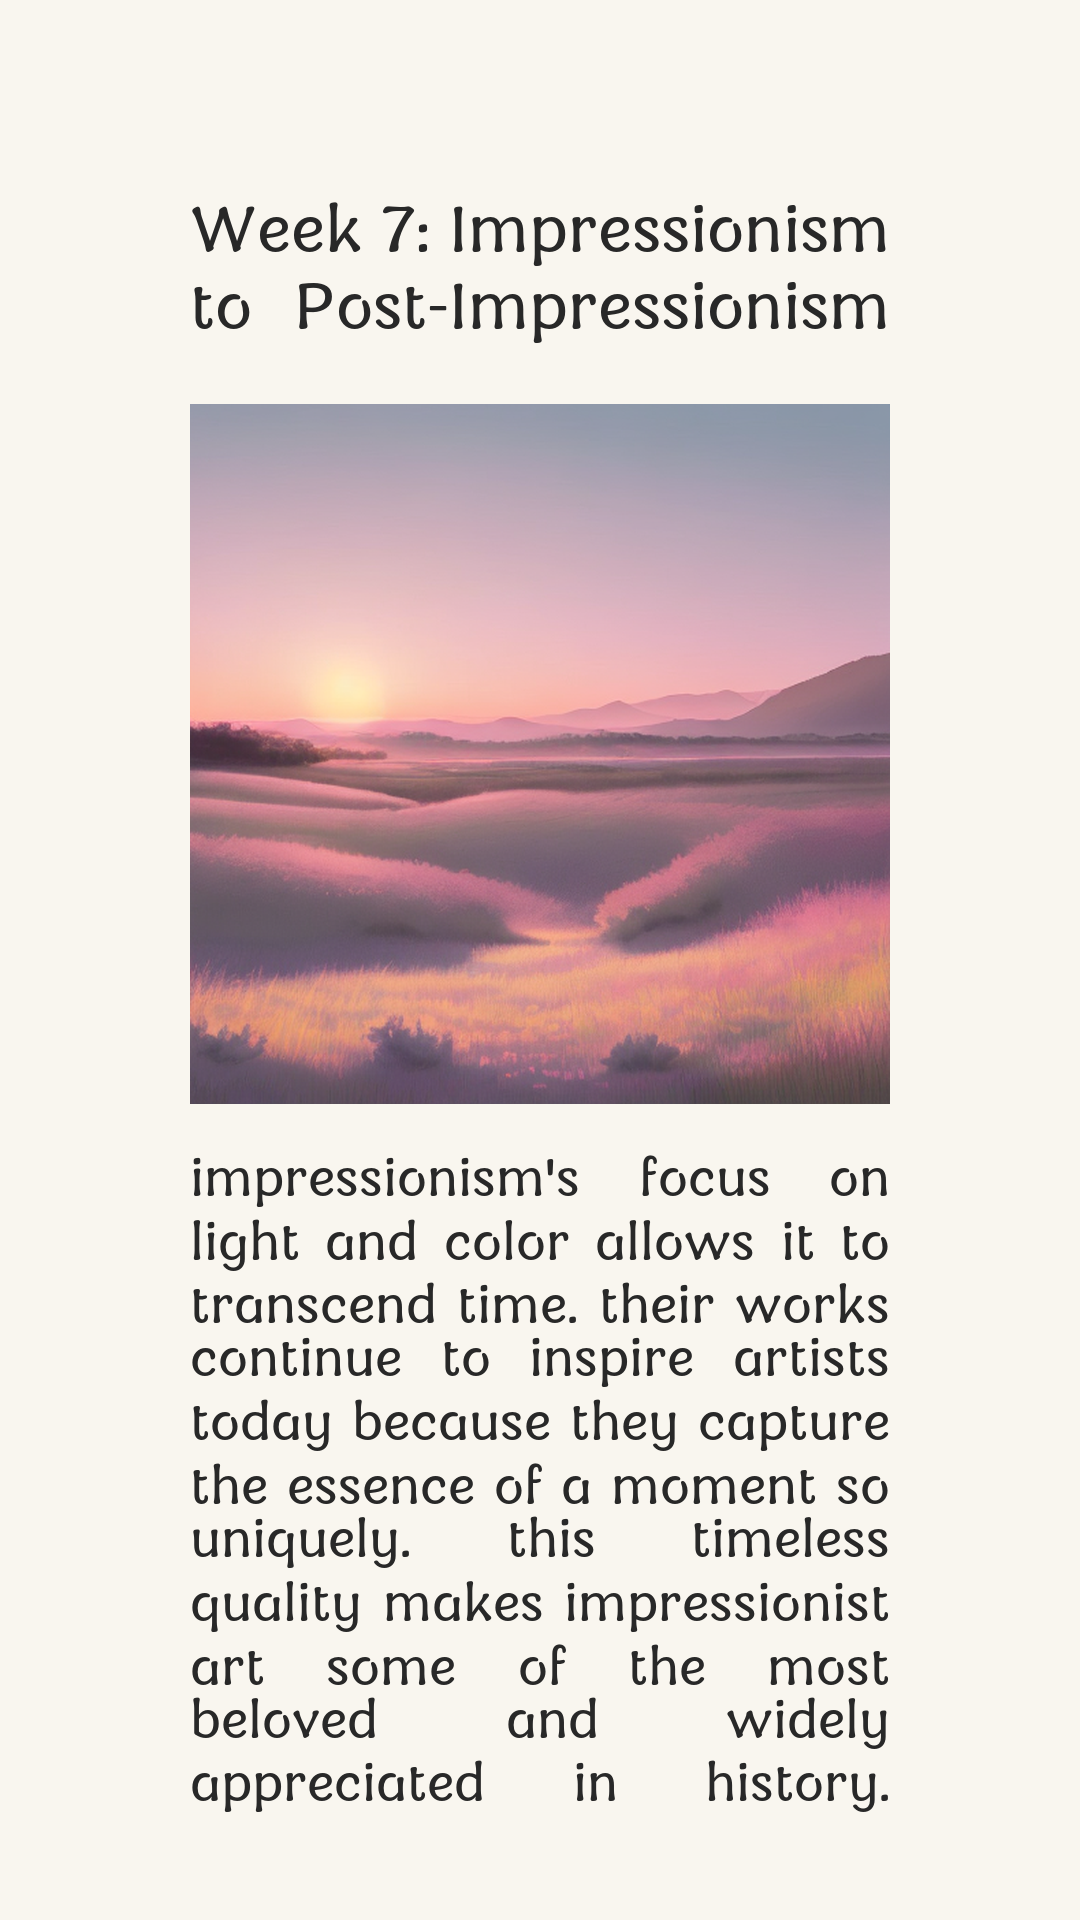 Week 7: Impressionism
to Post-Impressionism
impressionism's focus on
light and color allows it to
transcend time. their works
continue to inspire artists
today because they capture
the essence of a moment so
uniquely. this timeless
quality makes impressionist
art some of the most
beloved and widely
appreciated in history.